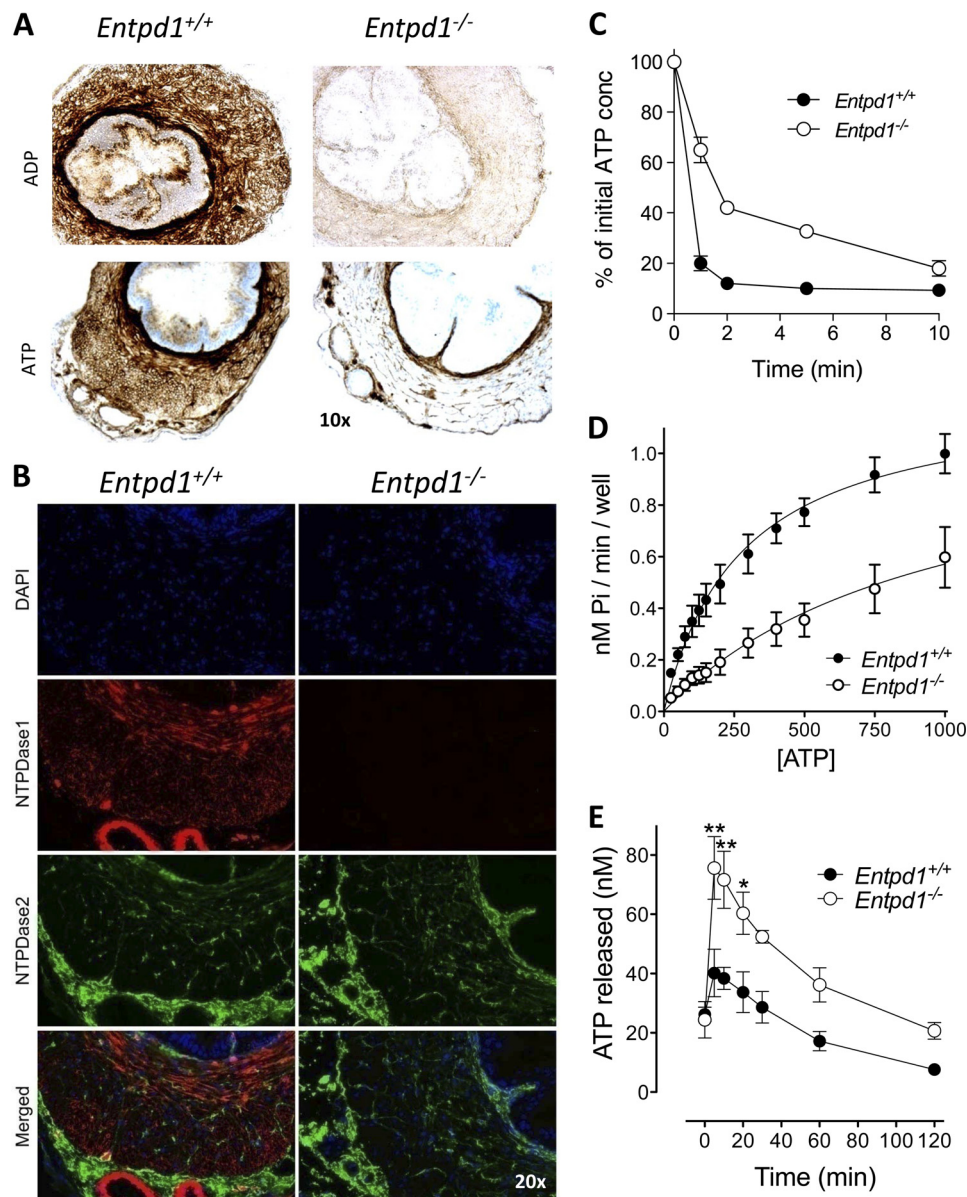 A
Entpd1+/+
Entpd1-/-
ADP
ATP
10x
B
Entpd1+/+
Entpd1-/-
DAPI
NTPDase1
NTPDase2
Merged
20x
C
100
80
60
40
20
0
% of initial ATP conc
Entpd1+/+
Entpd1-/-
0 2 4 6 8 10
Time (min)
D
1.0
0.8
0.6
0.4
0.2
0.0
nM Pi / min / well
Entpd1+/+
Entpd1-/-
0 250 500 750 1000
[ATP]
E
80
60
40
20
0
ATP released (nM)
**
**
*
Entpd1+/+
Entpd1-/-
0 20 40 60 80 100 120
Time (min)